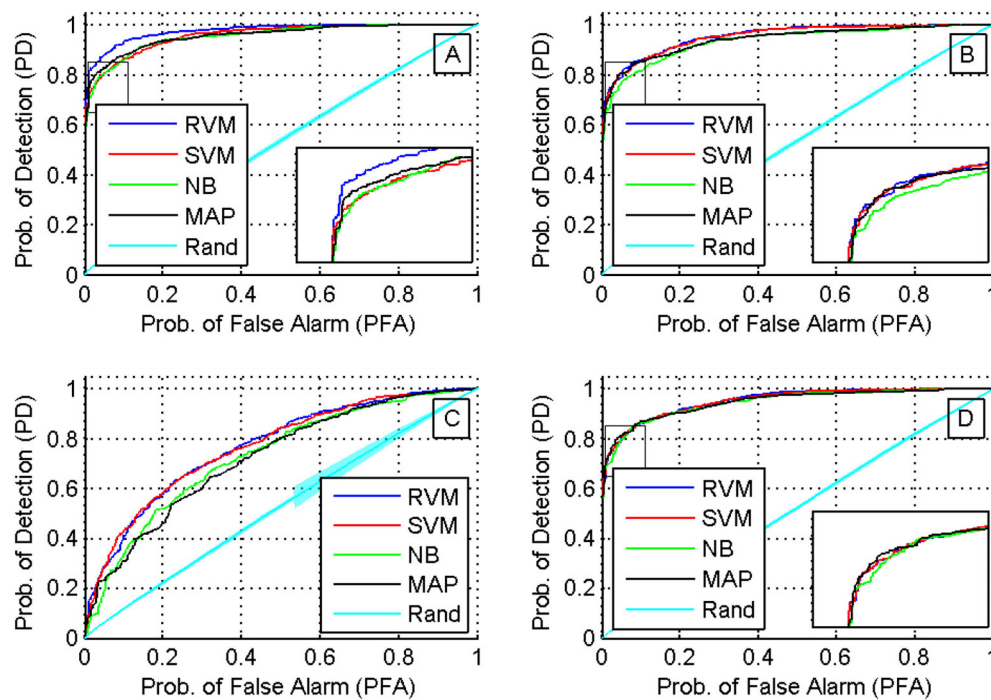 Prob. of Detection (PD)
1
0.8
0.6
0.4
0.2
0
A
RVM
SVM
NB
MAP
Rand
0 0.2 0.4 0.6 0.8 1
Prob. of False Alarm (PFA)
Prob. of Detection (PD)
1
0.8
0.6
0.4
0.2
0
B
RVM
SVM
NB
MAP
Rand
0 0.2 0.4 0.6 0.8 1
Prob. of False Alarm (PFA)
Prob. of Detection (PD)
1
0.8
0.6
0.4
0.2
0
C
RVM
SVM
NB
MAP
Rand
0 0.2 0.4 0.6 0.8 1
Prob. of False Alarm (PFA)
Prob. of Detection (PD)
1
0.8
0.6
0.4
0.2
0
D
RVM
SVM
NB
MAP
Rand
0 0.2 0.4 0.6 0.8 1
Prob. of False Alarm (PFA)